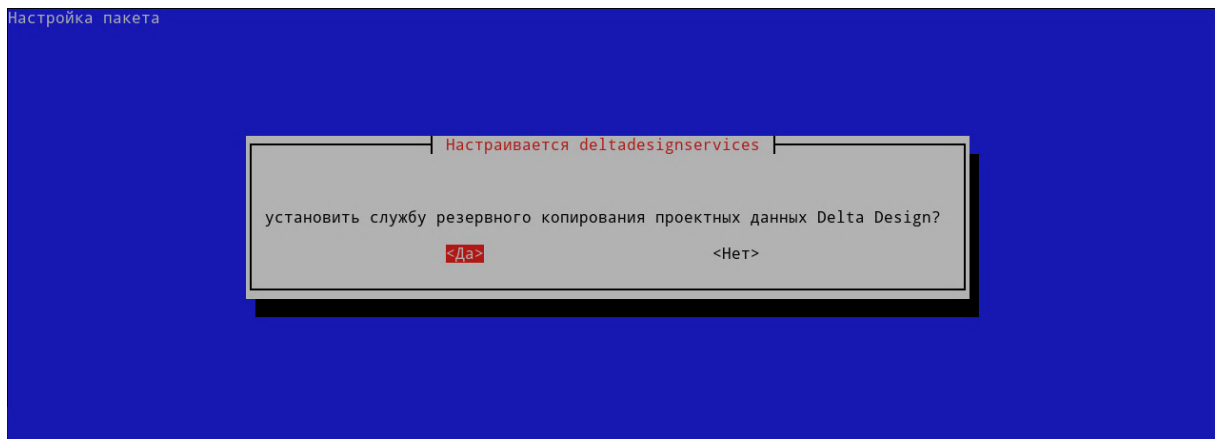 Настройка пакета
Настраивается deltadesignservices
установить службу резервного копирования проектных данных Delta Design?
<Да> <Нет>